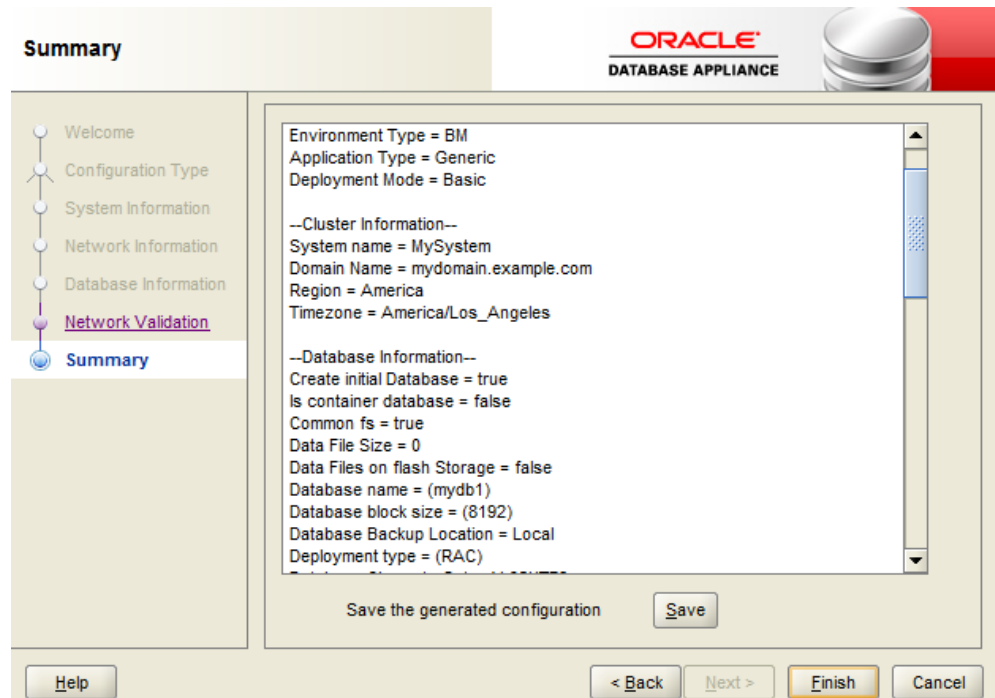 Summary
ORACLE
DATABASE APPLIANCE
Welcome
Configuration Type
System Information
Network Information
Database Information
Network Validation
Summary
Environment Type = BM
Application Type = Generic
Deployment Mode = Basic
--Cluster Information--
System name = MySystem
Domain Name = mydomain.example.com
Region = America
Timezone = America/Los_Angeles
--Database Information--
Create initial Database = true
Is container database = false
Common fs = true
Data File Size = 0
Data Files on flash Storage = false
Database name = (mydb1)
Database block size = (8192)
Database Backup Location = Local
Deployment type = (RAC)
Save the generated configuration
Save
Help
< Back
Next >
Finish
Cancel